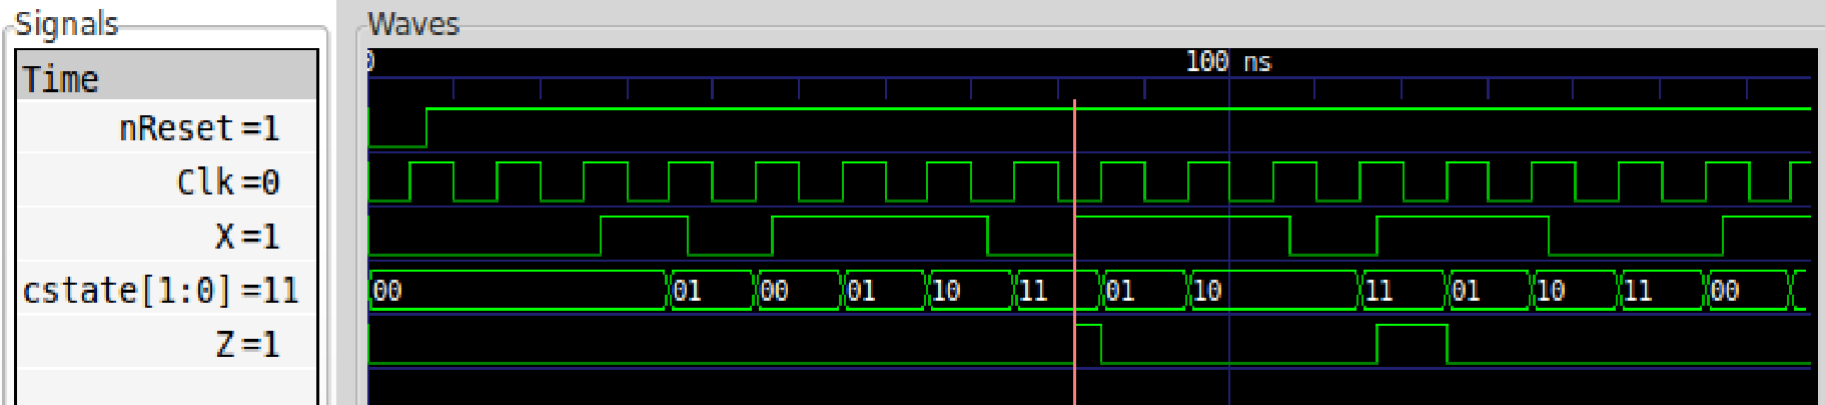 Signals
Waves
Time
0
100 ns
nReset =1
Clk =0
X =1
cstate[1:0] =11
00 01 00 01 10 11 01 10 11 01 10 11 00
Z =1